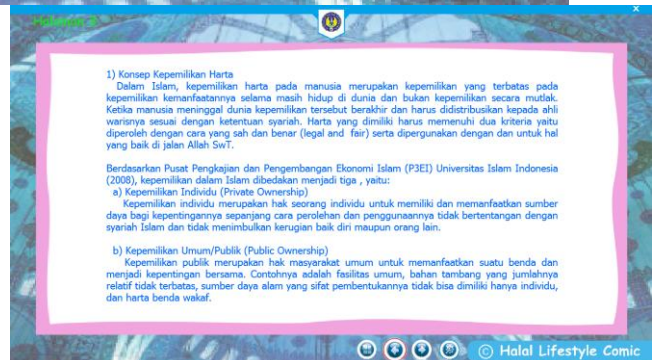 1) Konsep Kepemilikan Harta
Dalam Islam, kepemilikan harta pada manusia merupakan kepemilikan yang terbatas pada
kepemilikan kemanfaatannya selama masih hidup di dunia dan bukan kepemilikan secara mutlak.
Ketika manusia meninggal dunia kepemilikan tersebut berakhir dan harus didistribusikan kepada ahli
warisnya sesuai dengan ketentuan syariah. Harta yang dimiliki harus memenuhi dua kriteria yaitu
diperoleh dengan cara yang sah dan benar (legal and fair) serta dipergunakan dengan dan untuk hal
yang baik di jalan Allah SwT.
Berdasarkan Pusat Pengkajian dan Pengembangan Ekonomi Islam (P3EI) Universitas Islam Indonesia
(2008), kepemilikan dalam Islam dibedakan menjadi tiga , yaitu:
a) Kepemilikan Individu (Private Ownership)
Kepemilikan individu merupakan hak seorang individu untuk memiliki dan memanfaatkan sumber
daya bagi kepentingannya sepanjang cara perolehan dan penggunaannya tidak bertentangan dengan
syariah Islam dan tidak menimbulkan kerugian baik diri maupun orang lain.
b) Kepemilikan Umum/Publik (Public Ownership)
Kepemilikan publik merupakan hak masyarakat umum untuk memanfaatkan suatu benda dan
menjadi kepentingan bersama. Contohnya adalah fasilitas umum, bahan tambang yang jumlahnya
relatif tidak terbatas, sumber daya alam yang sifat pembentukannya tidak bisa dimiliki hanya individu,
dan harta benda wakaf.
© Halal Lifestyle Comic